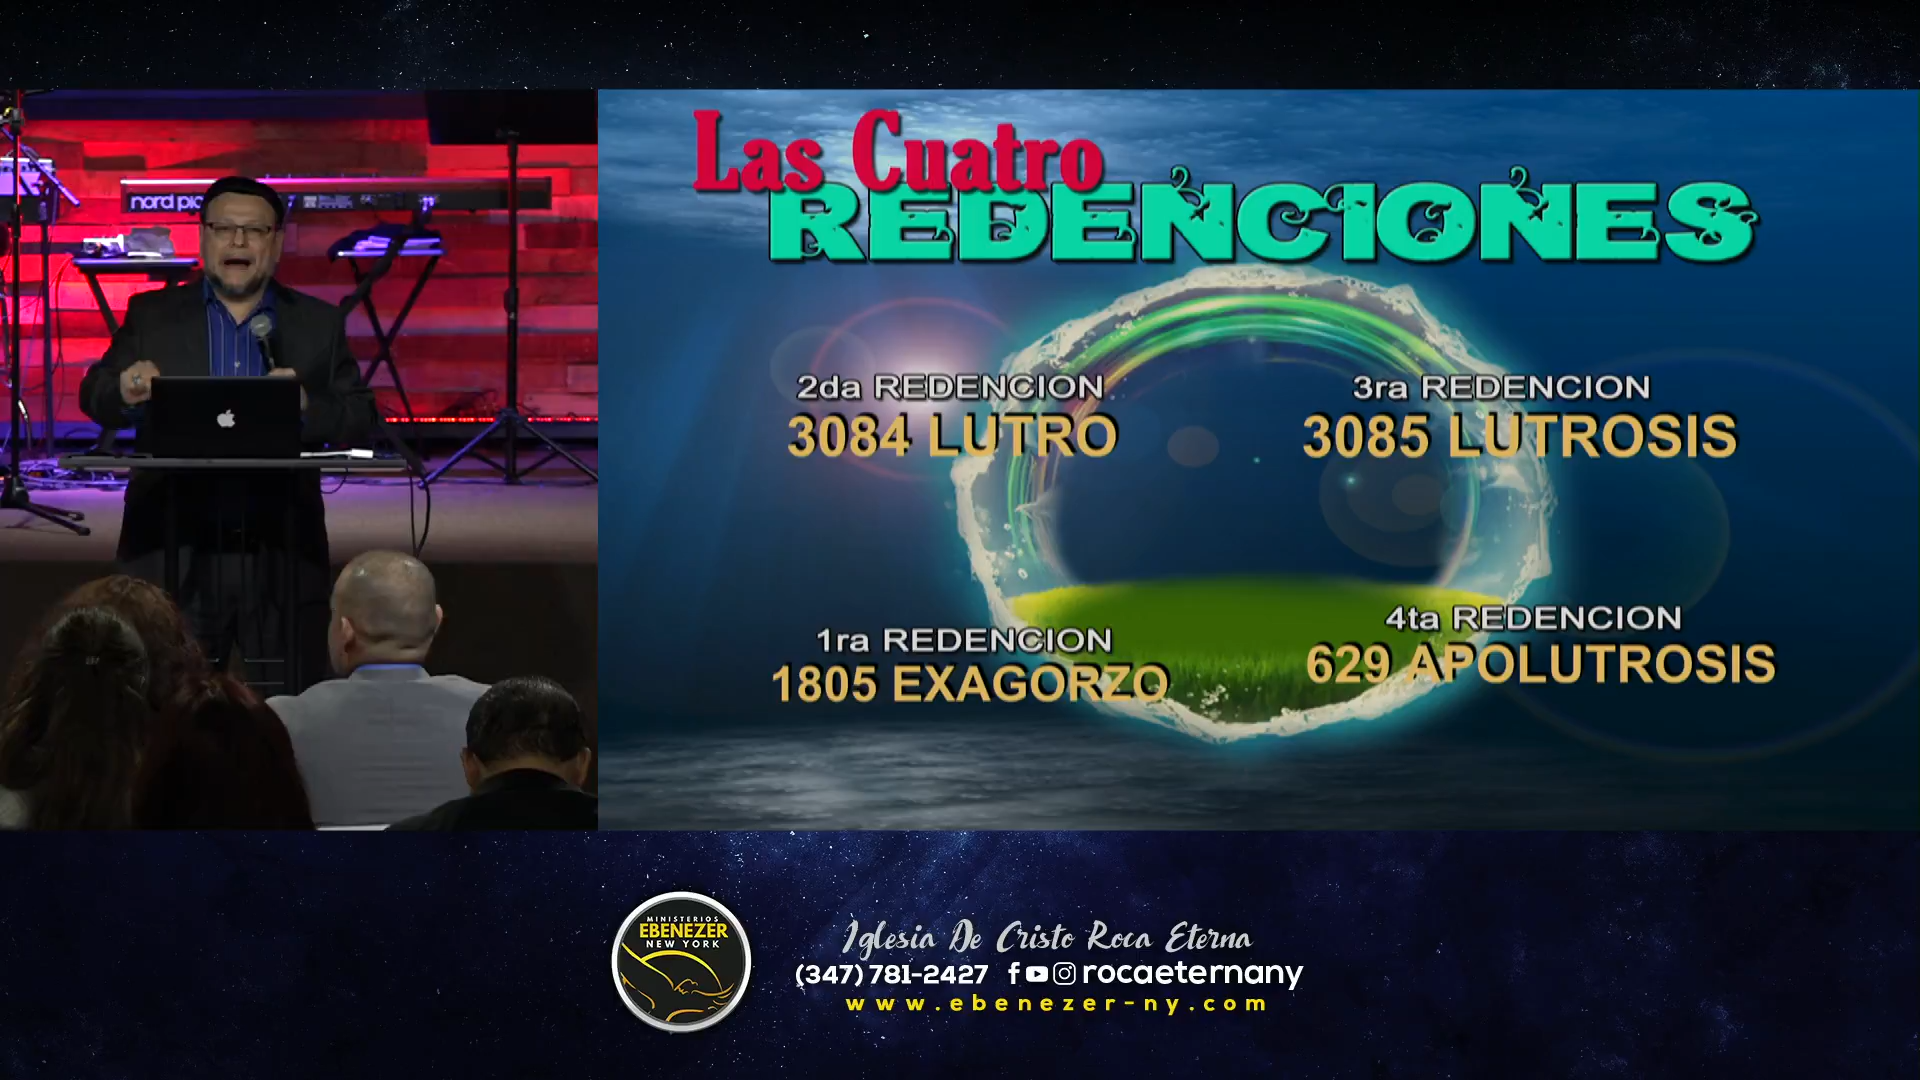 Las Cuatro
REDENCIONES
nord pia
2da REDENCION
3084 LUTRO
3ra REDENCION
3085 LUTROSIS
1ra REDENCION
1805 EXAGORZO
4ta REDENCION
629 APOLUTROSIS
MINISTERIOS
EBENEZER
NEW YORK
Iglesia De Cristo Roca Eterna
(347) 781-2427 rocaeternany
www.ebenezer-ny.com